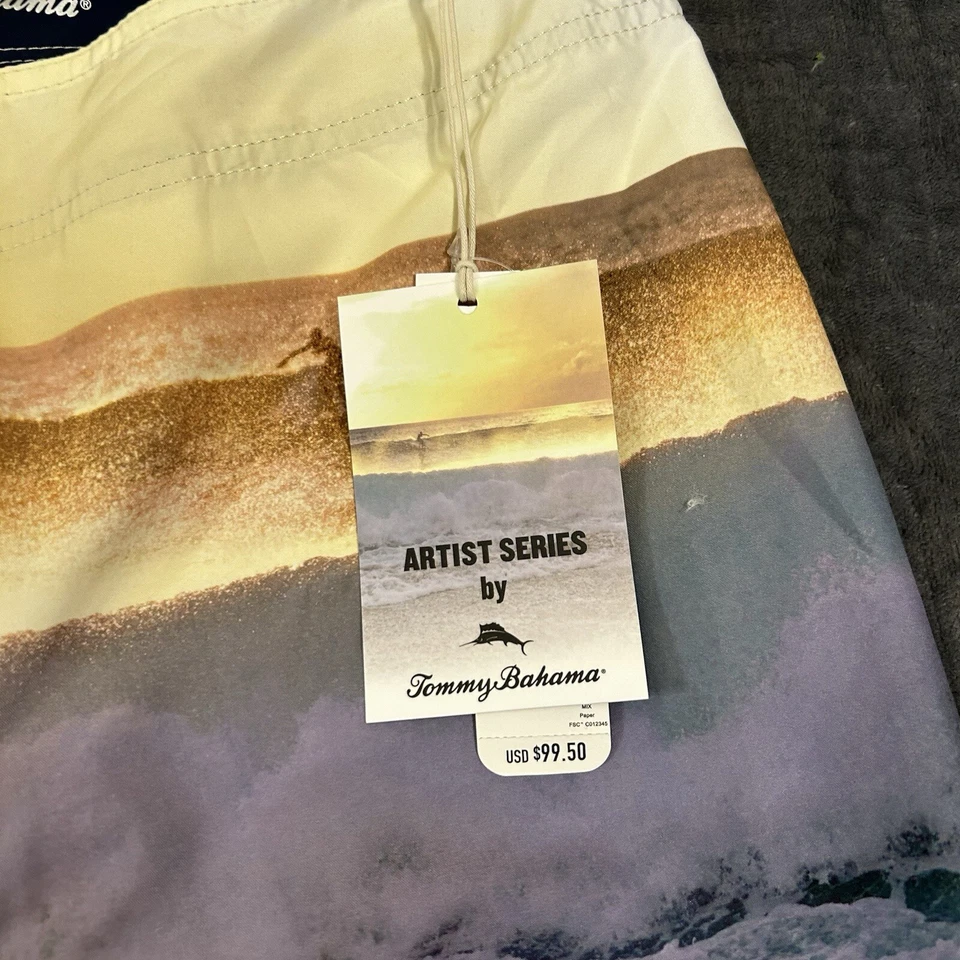 ama®
ARTIST SERIES
by
Tommy Bahama®
MIX
Paper
FSC® C012345
USD $99.50